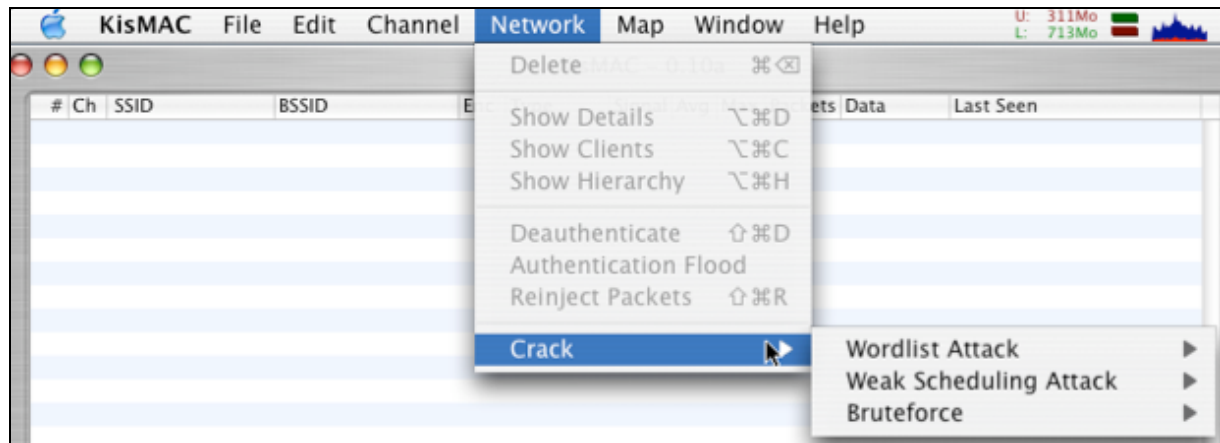 KisMAC File Edit Channel Network Map Window Help
U: 311Mo
L: 713Mo
# Ch SSID BSSID
ets Data Last Seen
Delete ⌘⌫
Show Details ⌥⌘D
Show Clients ⌥⌘C
Show Hierarchy ⌥⌘H
Deauthenticate ⇧⌘D
Authentication Flood
Reinject Packets ⇧⌘R
Crack
Wordlist Attack
Weak Scheduling Attack
Bruteforce